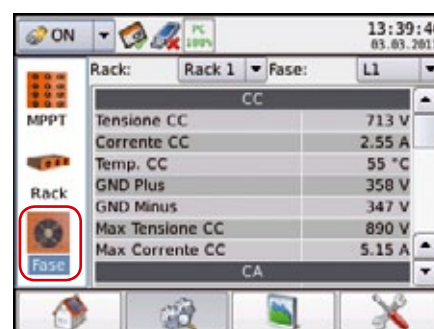 ON
PC
100%
13:39:4
03.03.201
Rack: Rack 1 Fase: L1
CC
MPPT
Tensione CC 713 V
Corrente CC 2.55 A
Temp. CC 55 °C
GND Plus 358 V
Rack
GND Minus 347 V
Max Tensione CC 890 V
Max Corrente CC 5.15 A
Fase
CA